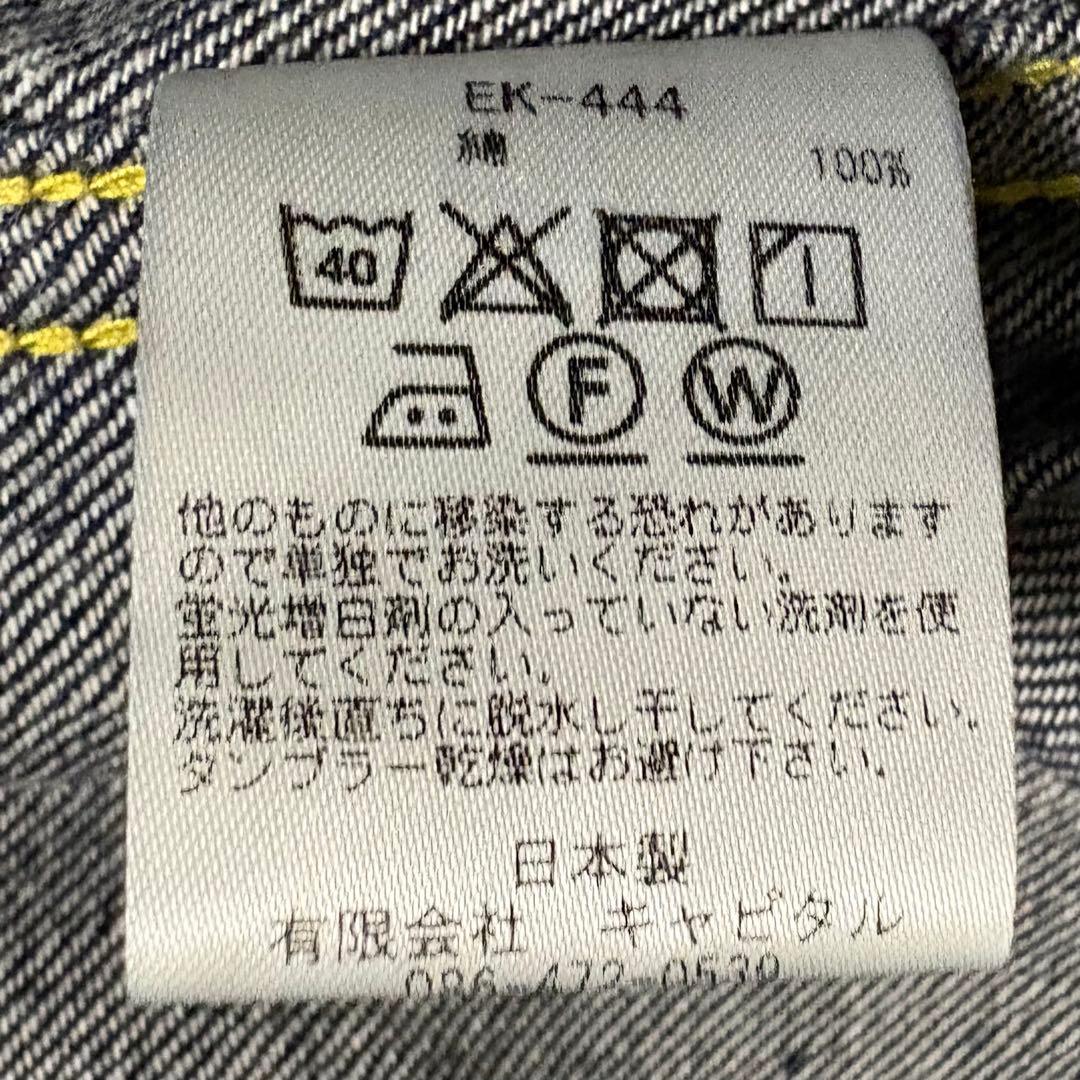 EK-444
綿 100%
40
F W
他のものに移染する恐れがあります
ので単独でお洗いください。
蛍光増白剤の入っていない洗剤を使
用してください。
洗濯後直ちに脱水し干してください。
タンブラー乾燥はお避け下さい。
日本製
有限会社 キャピタル
086-472-0539